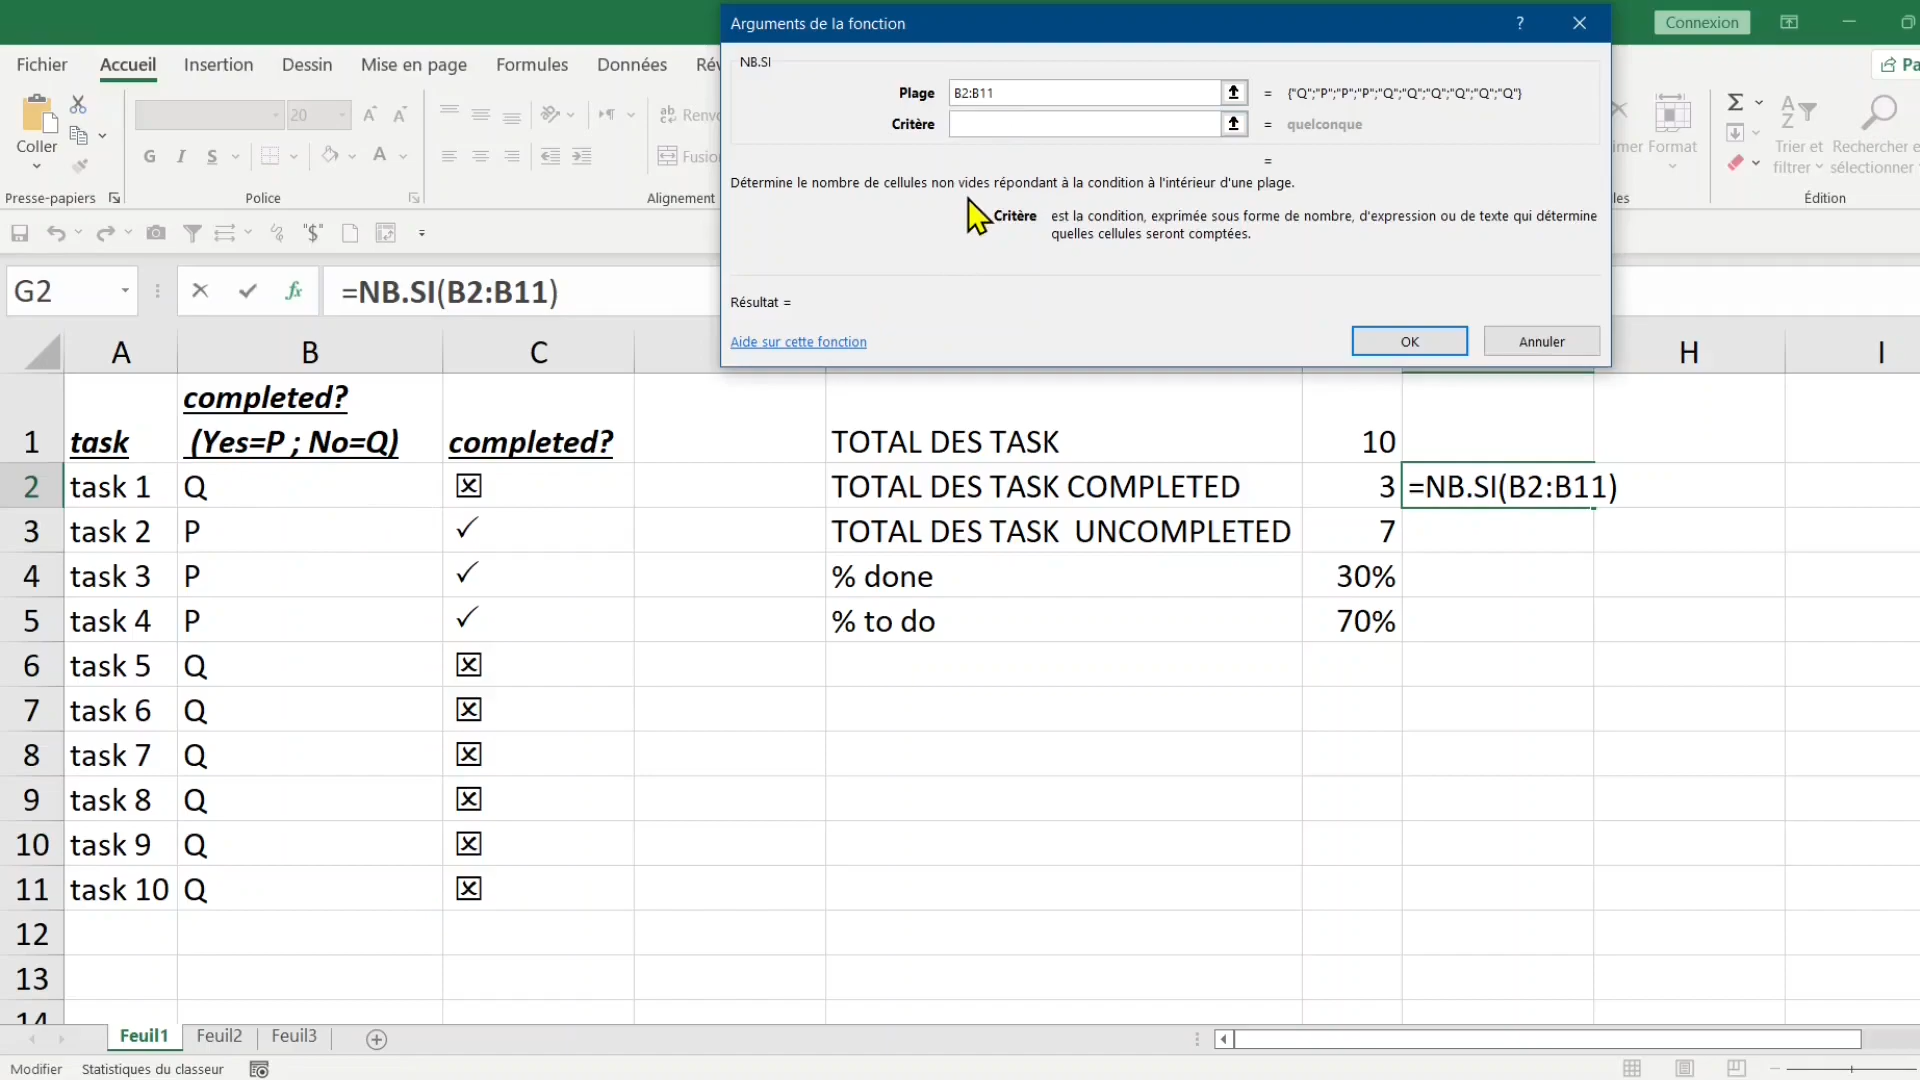 Arguments de la fonction
?
Connexion
Fichier
Accueil
Insertion
Dessin
Mise en page
Formules
Données
Coller
20
G I S
A
Presse-papiers
Police
Alignement
Format
Trier et filtrer
Rechercher
sélectionner
Édition
NB.SI
Plage B2:B11 = {"Q";"P";"P";"P";"Q";"Q";"Q";"Q";"Q";"Q"}
Critère = quelconque
=
Détermine le nombre de cellules non vides répondant à la condition à l'intérieur d'une plage.
Critère est la condition, exprimée sous forme de nombre, d'expression ou de texte qui détermine
quelles cellules seront comptées.
Résultat =
Aide sur cette fonction
OK
Annuler
G2
fx
=NB.SI(B2:B11)
A B C H I
completed?
1 task (Yes=P ; No=Q) completed? TOTAL DES TASK 10
2 task 1 Q TOTAL DES TASK COMPLETED 3 =NB.SI(B2:B11)
3 task 2 P TOTAL DES TASK UNCOMPLETED 7
4 task 3 P % done 30%
5 task 4 P % to do 70%
6 task 5 Q
7 task 6 Q
8 task 7 Q
9 task 8 Q
10 task 9 Q
11 task 10 Q
12
13
14
Feuil1 Feuil2 Feuil3
Modifier Statistiques du classeur